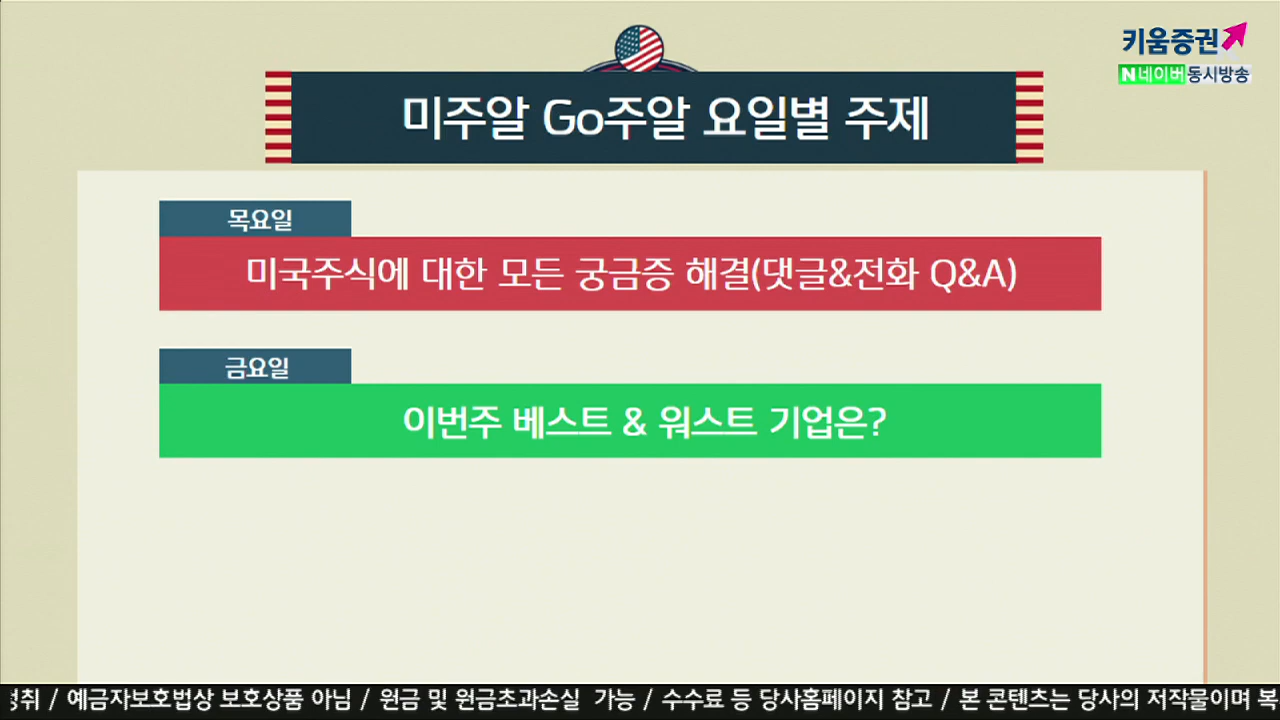 키움증권
N네이버 동시방송
미주알 Go주알 요일별 주제
목요일
미국주식에 대한 모든 궁금증 해결(댓글&전화 Q&A)
금요일
이번주 베스트 & 워스트 기업은?
/ 예금자보호법상 보호상품 아님 / 원금 및 원금초과손실 가능 / 수수료 등 당사홈페이지 참고 / 본 콘텐츠는 당사의 저작물이며 복